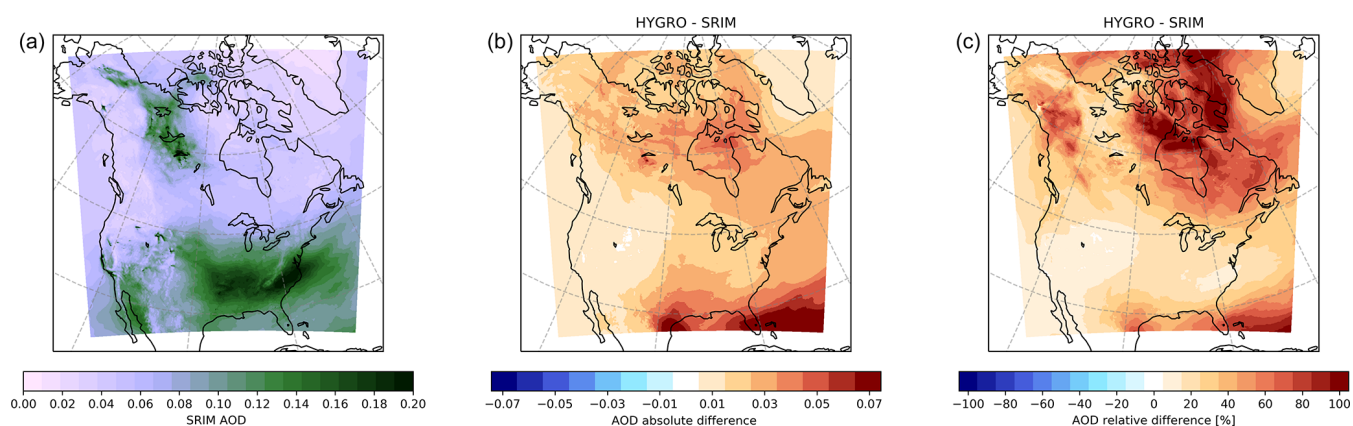 (a)
0.00 0.02 0.04 0.06 0.08 0.10 0.12 0.14 0.16 0.18 0.20
SRIM AOD
HYGRO - SRIM
(b)
−0.07 −0.05 −0.03 −0.01 0.01 0.03 0.05 0.07
AOD absolute difference
HYGRO - SRIM
(c)
−100 −80 −60 −40 −20 0 20 40 60 80 100
AOD relative difference [%]